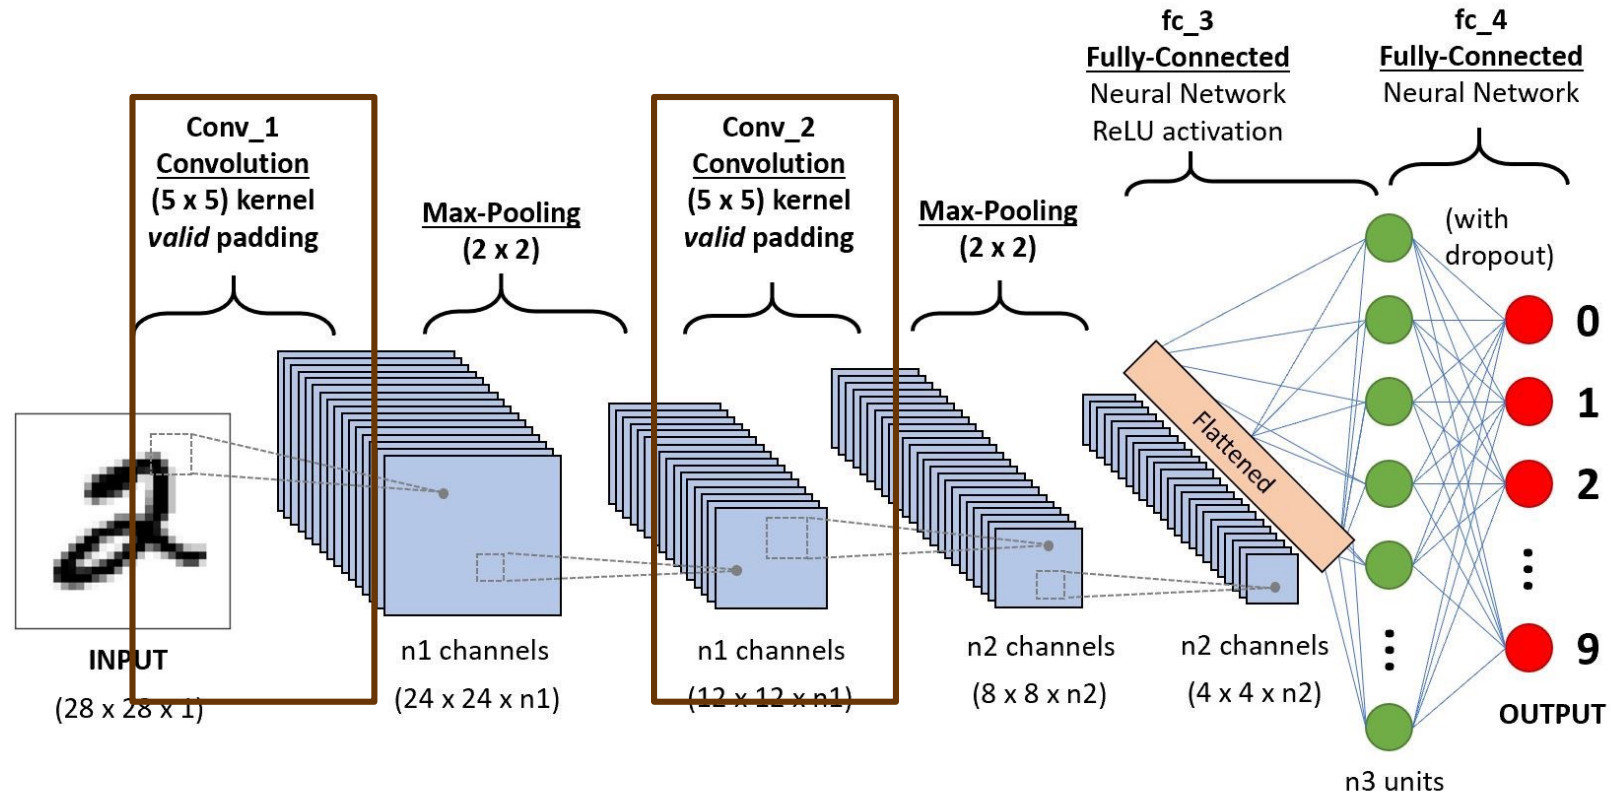 Conv_1
Convolution
(5 x 5) kernel
valid padding
Max-Pooling
(2 x 2)
Conv_2
Convolution
(5 x 5) kernel
valid padding
Max-Pooling
(2 x 2)
fc_3
Fully-Connected
Neural Network
ReLU activation
fc_4
Fully-Connected
Neural Network
(with
dropout)
2
INPUT
(28 x 28 x 1)
n1 channels
(24 x 24 x n1)
n1 channels
(12 x 12 x n1)
n2 channels
(8 x 8 x n2)
n2 channels
(4 x 4 x n2)
Flattened
n3 units
0
1
2
9
OUTPUT